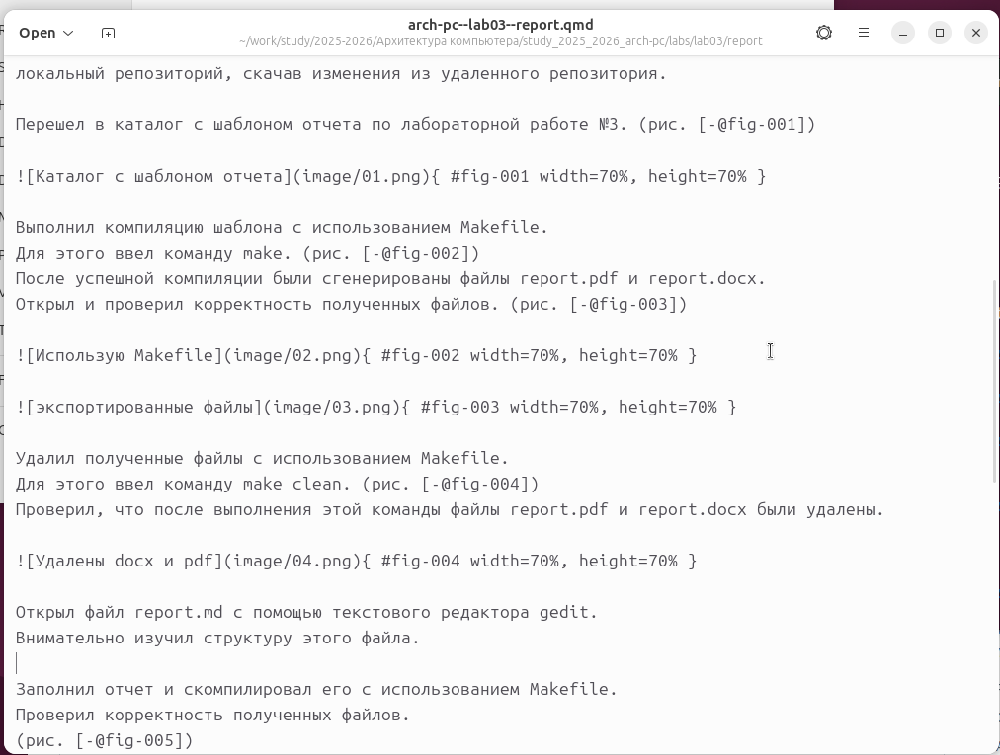 Open
arch-pc--lab03--report.qmd
~/work/study/2025-2026/Архитектура компьютера/study_2025_2026_arch-pc/labs/lab03/report
локальный репозиторий, скачав изменения из удаленного репозитория.
Перешел в каталог с шаблоном отчета по лабораторной работе №3. (рис. [-@fig-001])
![Каталог с шаблоном отчета](image/01.png){ #fig-001 width=70%, height=70% }
Выполнил компиляцию шаблона с использованием Makefile.
Для этого ввел команду make. (рис. [-@fig-002])
После успешной компиляции были сгенерированы файлы report.pdf и report.docx.
Открыл и проверил корректность полученных файлов. (рис. [-@fig-003])
![Использую Makefile](image/02.png){ #fig-002 width=70%, height=70% }
![экспортированные файлы](image/03.png){ #fig-003 width=70%, height=70% }
Удалил полученные файлы с использованием Makefile.
Для этого ввел команду make clean. (рис. [-@fig-004])
Проверил, что после выполнения этой команды файлы report.pdf и report.docx были удалены.
![Удалены docx и pdf](image/04.png){ #fig-004 width=70%, height=70% }
Открыл файл report.md с помощью текстового редактора gedit.
Внимательно изучил структуру этого файла.
Заполнил отчет и скомпилировал его с использованием Makefile.
Проверил корректность полученных файлов.
(рис. [-@fig-005])